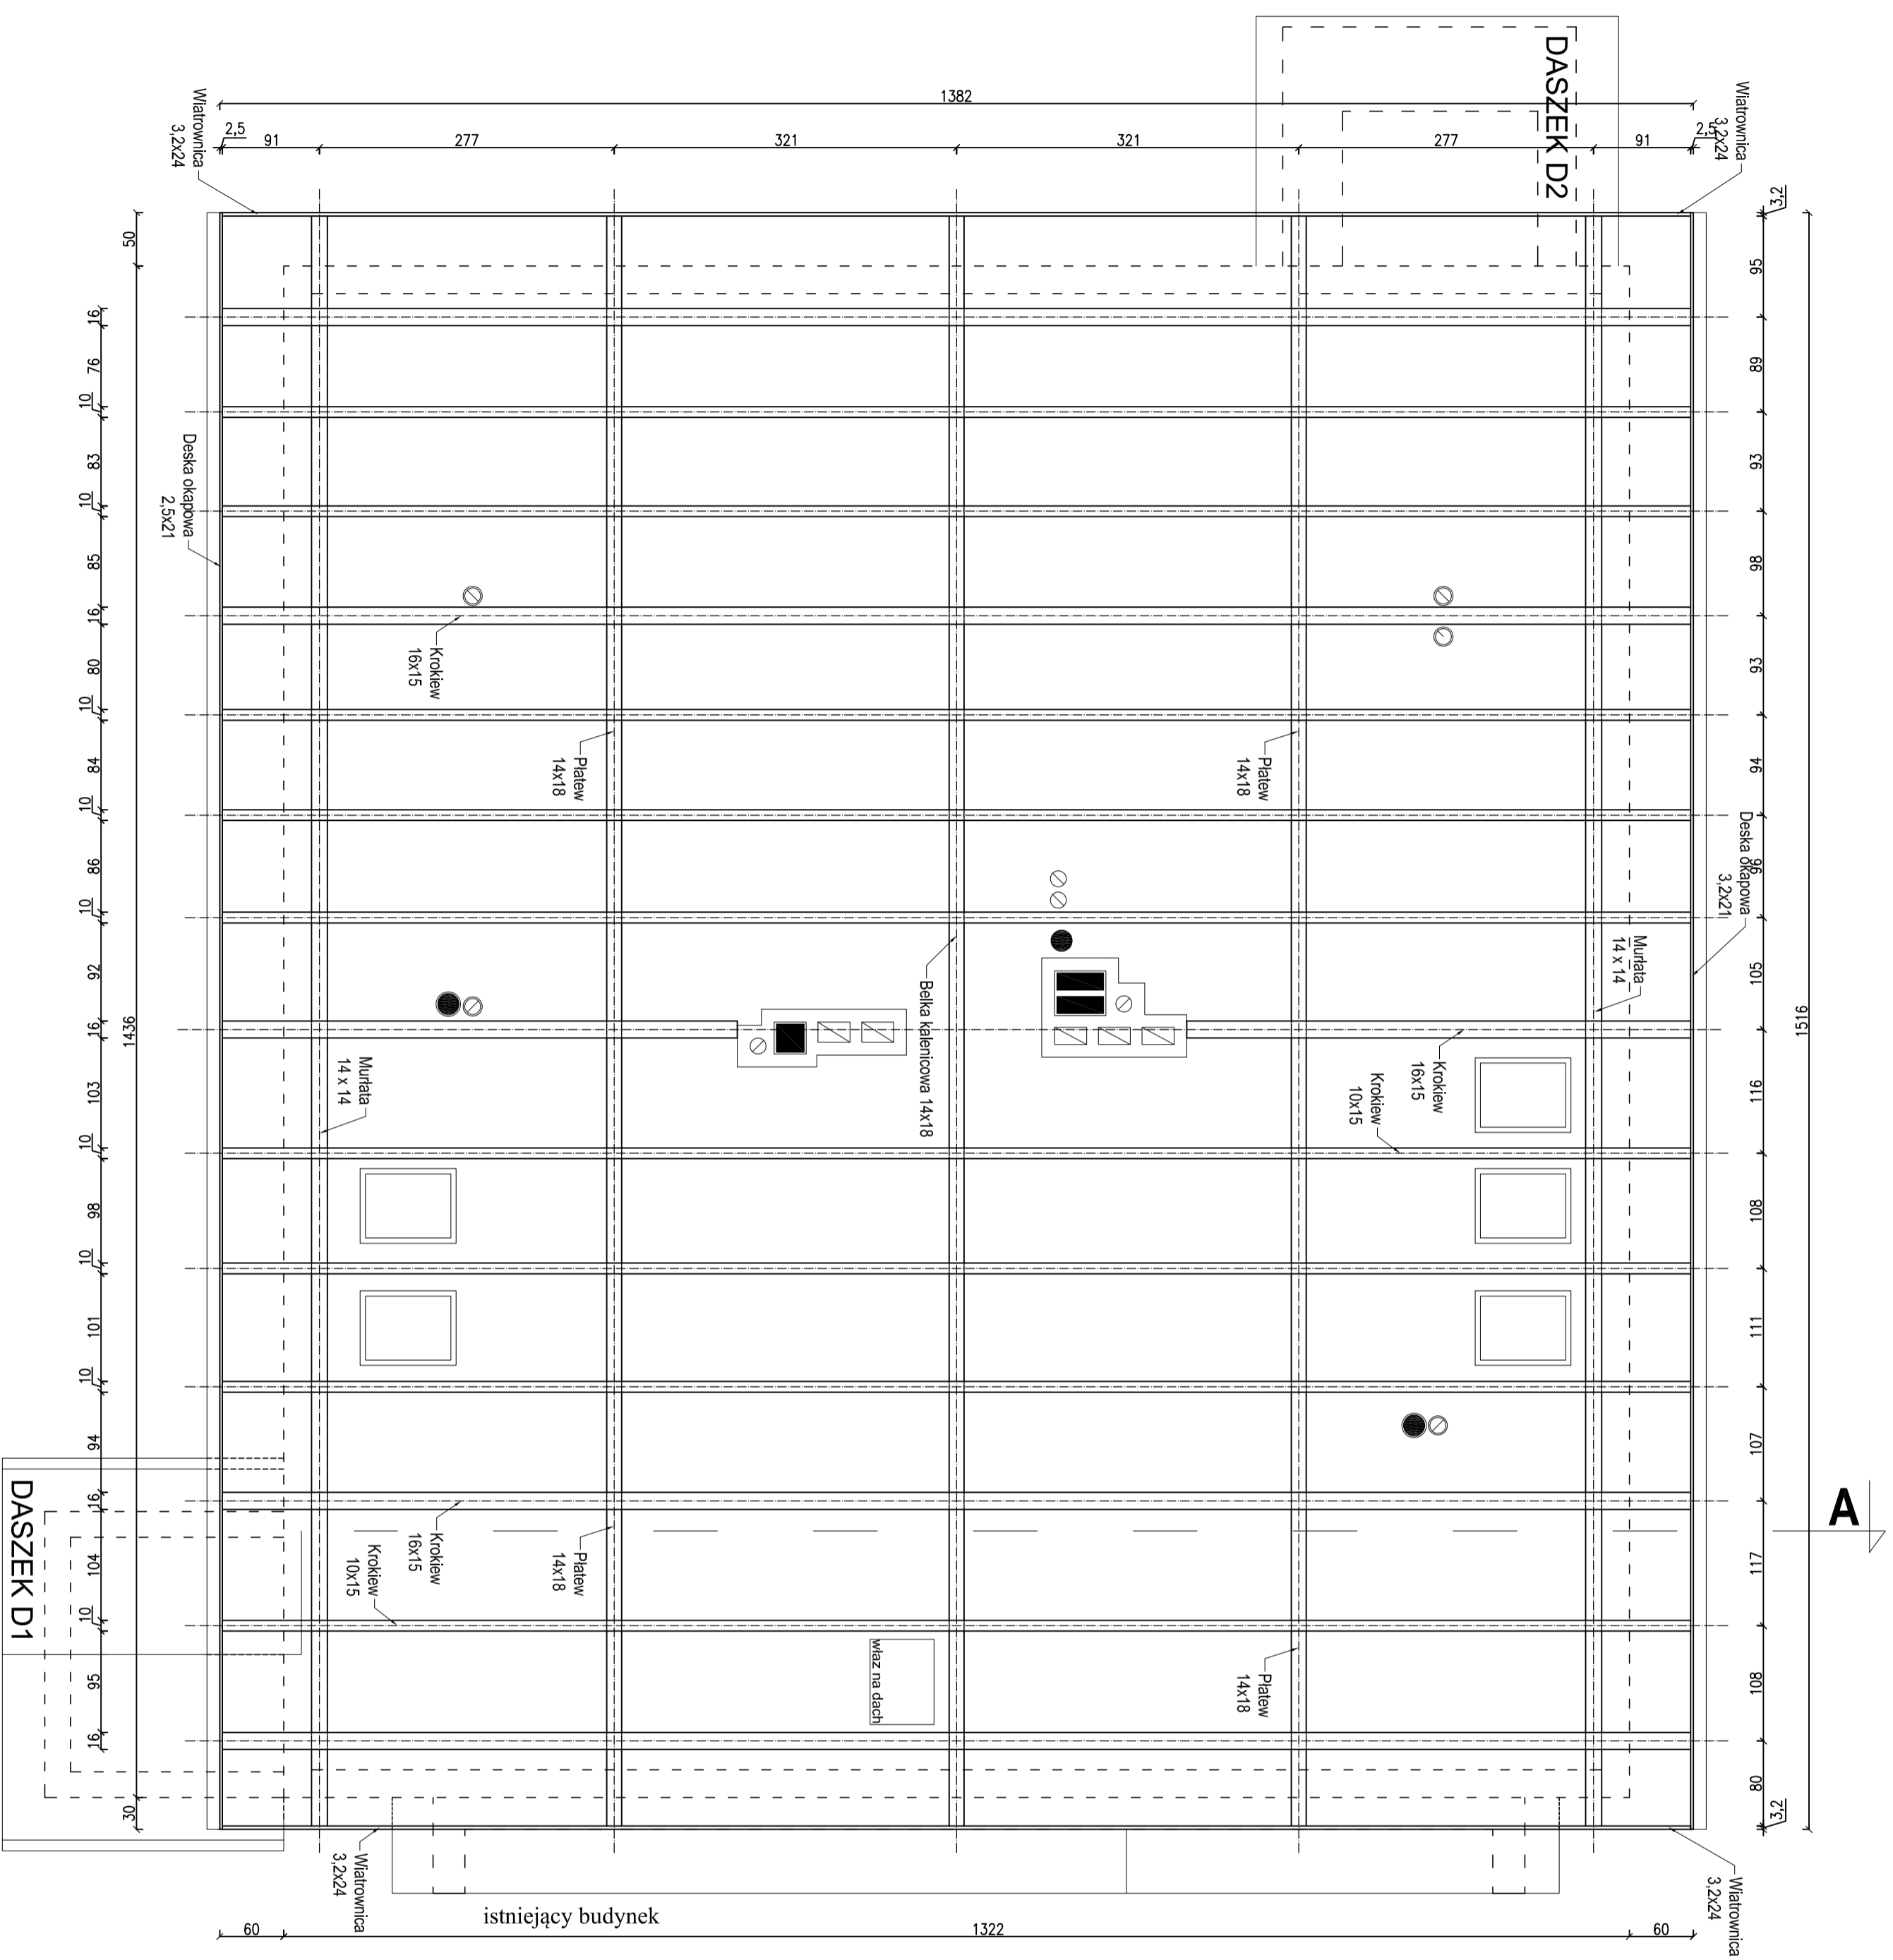 DASZEK D2
Wiatrownica
3,2x24
1382
Wiatrownica
3,2x24
2,5
91
277
321
321
277
91
2,5
3,2
50
95
16
76
10
83
10
85
16
80
10
84
10
86
10
92
16
103
10
98
10
101
10
94
16
104
10
95
16
1436
30
89
93
98
93
94
96
105
116
108
111
107
117
108
80
3,2
1516
Deska okapowa
2,5x21
Krokiew
16x15
Płatew
14x18
Płatew
14x18
Deska okapowa
3,2x21
Murłata
14 x 14
Belka kalenicowa 14x18
Murłata
14 x 14
Krokiew
16x15
Krokiew
10x15
A
DASZEK D1
Krokiew
16x15
Krokiew
10x15
Płatew
14x18
właz na dach
Płatew
14x18
Wiatrownica
3,2x24
Wiatrownica
3,2x24
istniejący budynek
60
1322
60